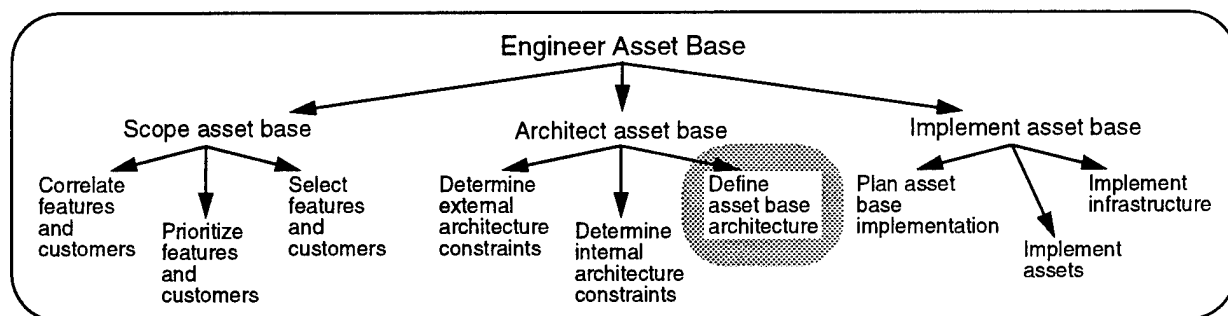 Engineer Asset Base
Scope asset base
Architect asset base
Implement asset base
Correlate
features
and
customers
Prioritize
features
and
customers
Select
features
and
customers
Determine
external
architecture
constraints
Determine
internal
architecture
constraints
Define
asset base
architecture
Plan asset
base
implementation
Implement
assets
Implement
infrastructure